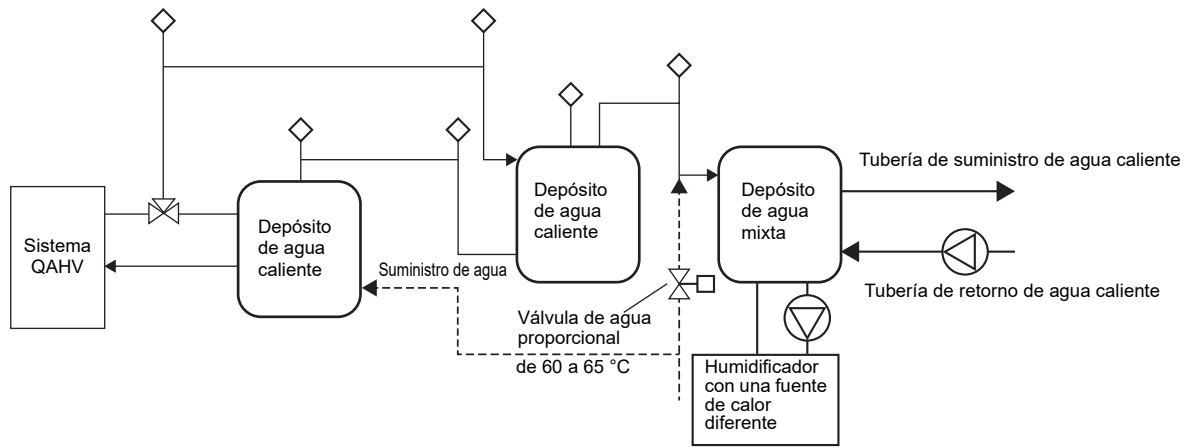 Sistema
QAHV
Depósito
de agua
caliente
Suministro de agua
Depósito
de agua
caliente
Válvula de agua
proporcional
de 60 a 65 °C
Depósito
de agua
mixta
Tubería de suministro de agua caliente
Tubería de retorno de agua caliente
Humidificador
con una fuente
de calor
diferente